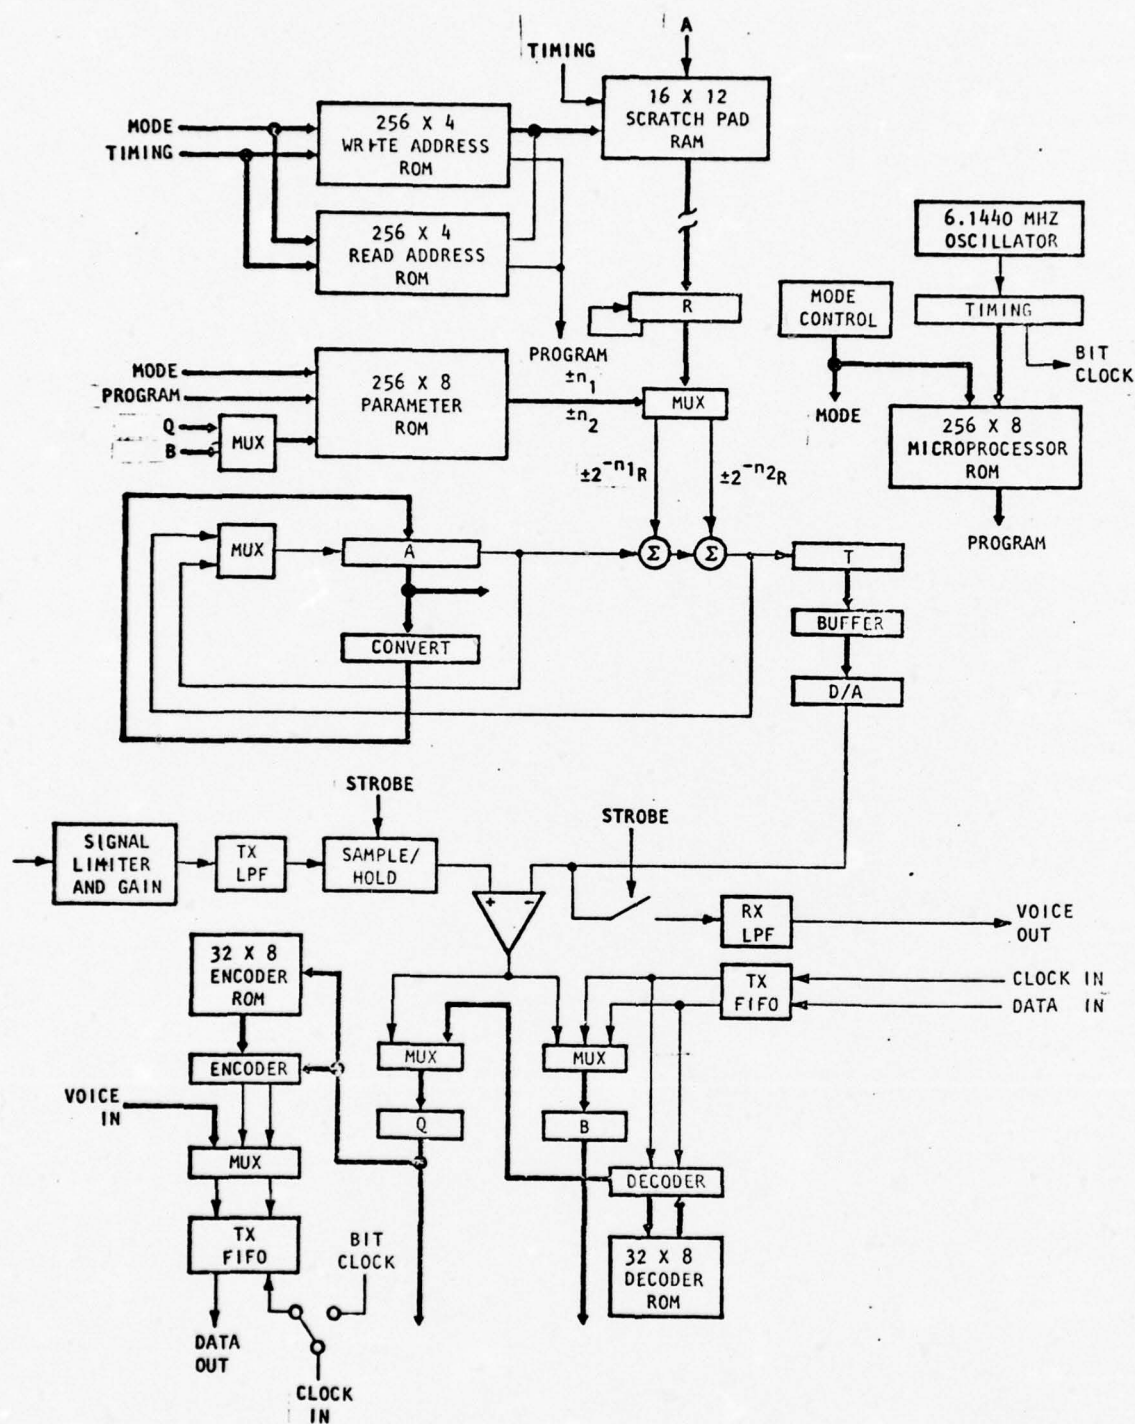 A
TIMING
16 X 12
SCRATCH PAD
RAM
MODE
TIMING
256 X 4
WRITE ADDRESS
ROM
256 X 4
READ ADDRESS
ROM
6.1440 MHZ
OSCILLATOR
MODE
CONTROL
TIMING
R
BIT
CLOCK
PROGRAM
±n1
±n2
MODE
PROGRAM
Q
B
MUX
256 X 8
PARAMETER
ROM
MUX
MODE
256 X 8
MICROPROCESSOR
ROM
±2^-n1R
±2^-n2R
PROGRAM
MUX
A
Σ
Σ
T
CONVERT
BUFFER
D/A
STROBE
STROBE
SIGNAL
LIMITER
AND GAIN
TX
LPF
SAMPLE/
HOLD
+ -
RX
LPF
VOICE
OUT
32 X 8
ENCODER
ROM
TX
FIFO
CLOCK IN
DATA IN
ENCODER
MUX
MUX
VOICE
IN
Q
B
MUX
DECODER
TX
FIFO
BIT
CLOCK
32 X 8
DECODER
ROM
DATA
OUT
CLOCK
IN